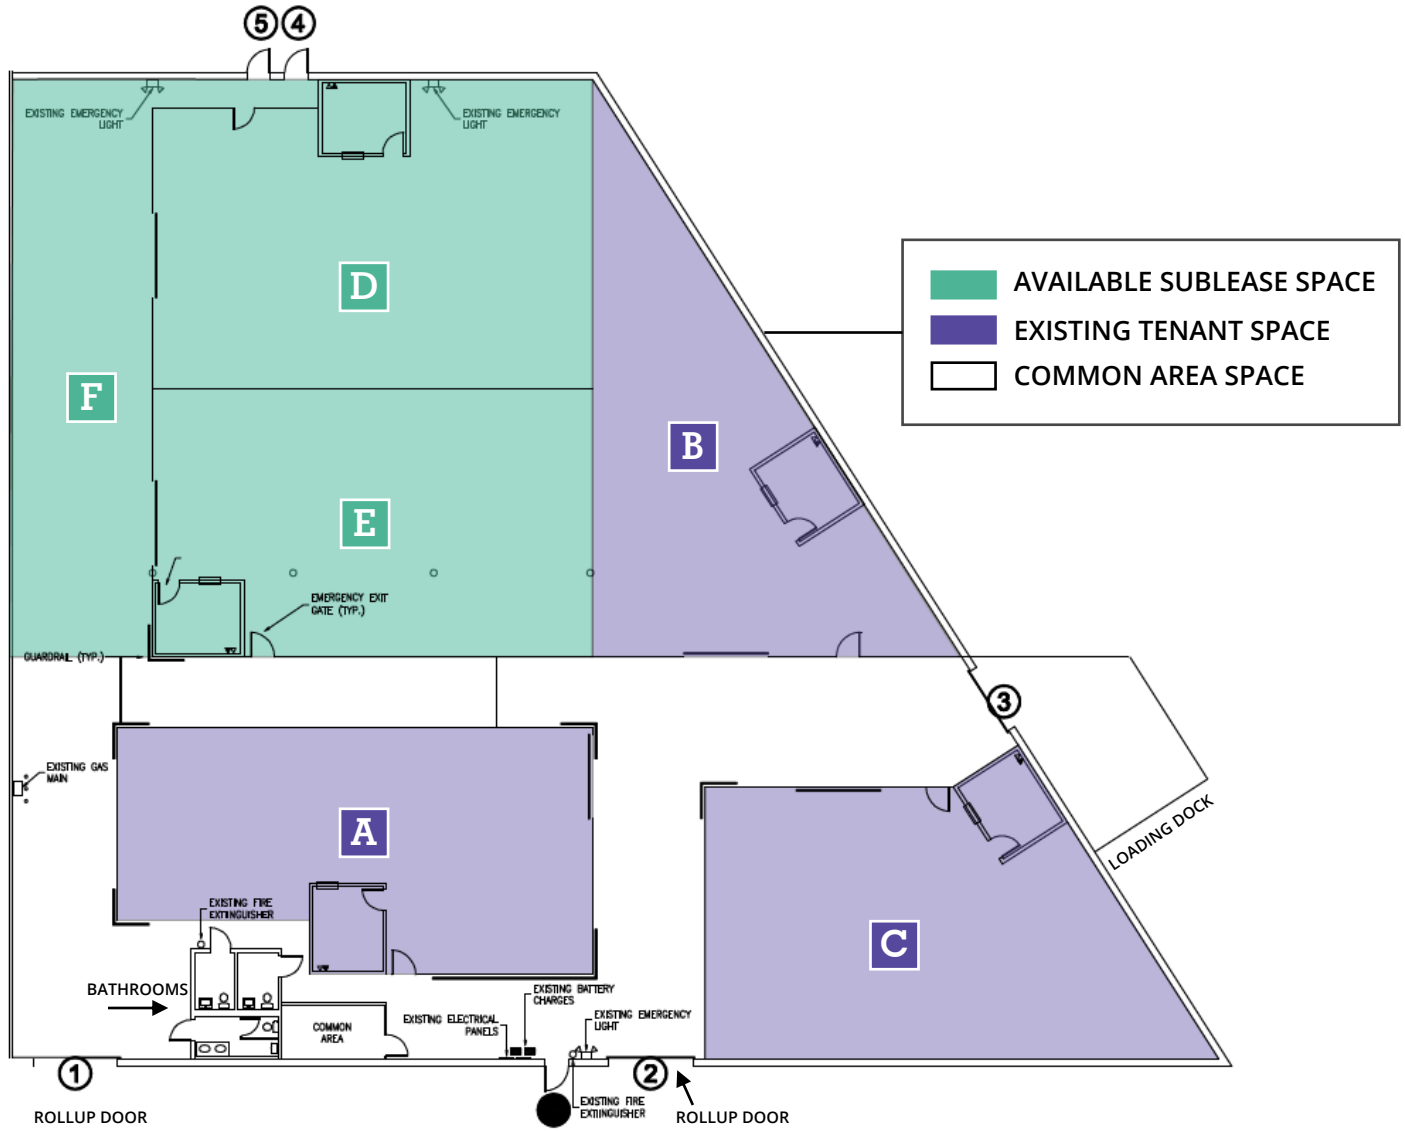 5 4
EXISTING EMERGENCY
LIGHT
EXISTING EMERGENCY
LIGHT
D
AVAILABLE SUBLEASE SPACE
EXISTING TENANT SPACE
COMMON AREA SPACE
F
B
E
EMERGENCY EXIT
GATE (TYP.)
GUARDRAIL (TYP.)
3
EXISTING GAS
MAIN
A
LOADING DOCK
EXISTING FIRE
EXTINGUISHER
C
BATHROOMS
EXISTING BATTERY
CHARGES
EXISTING ELECTRICAL
PANELS
EXISTING EMERGENCY
LIGHT
COMMON
AREA
1
2
EXISTING FIRE
EXTIINGUISHER
ROLLUP DOOR
ROLLUP DOOR